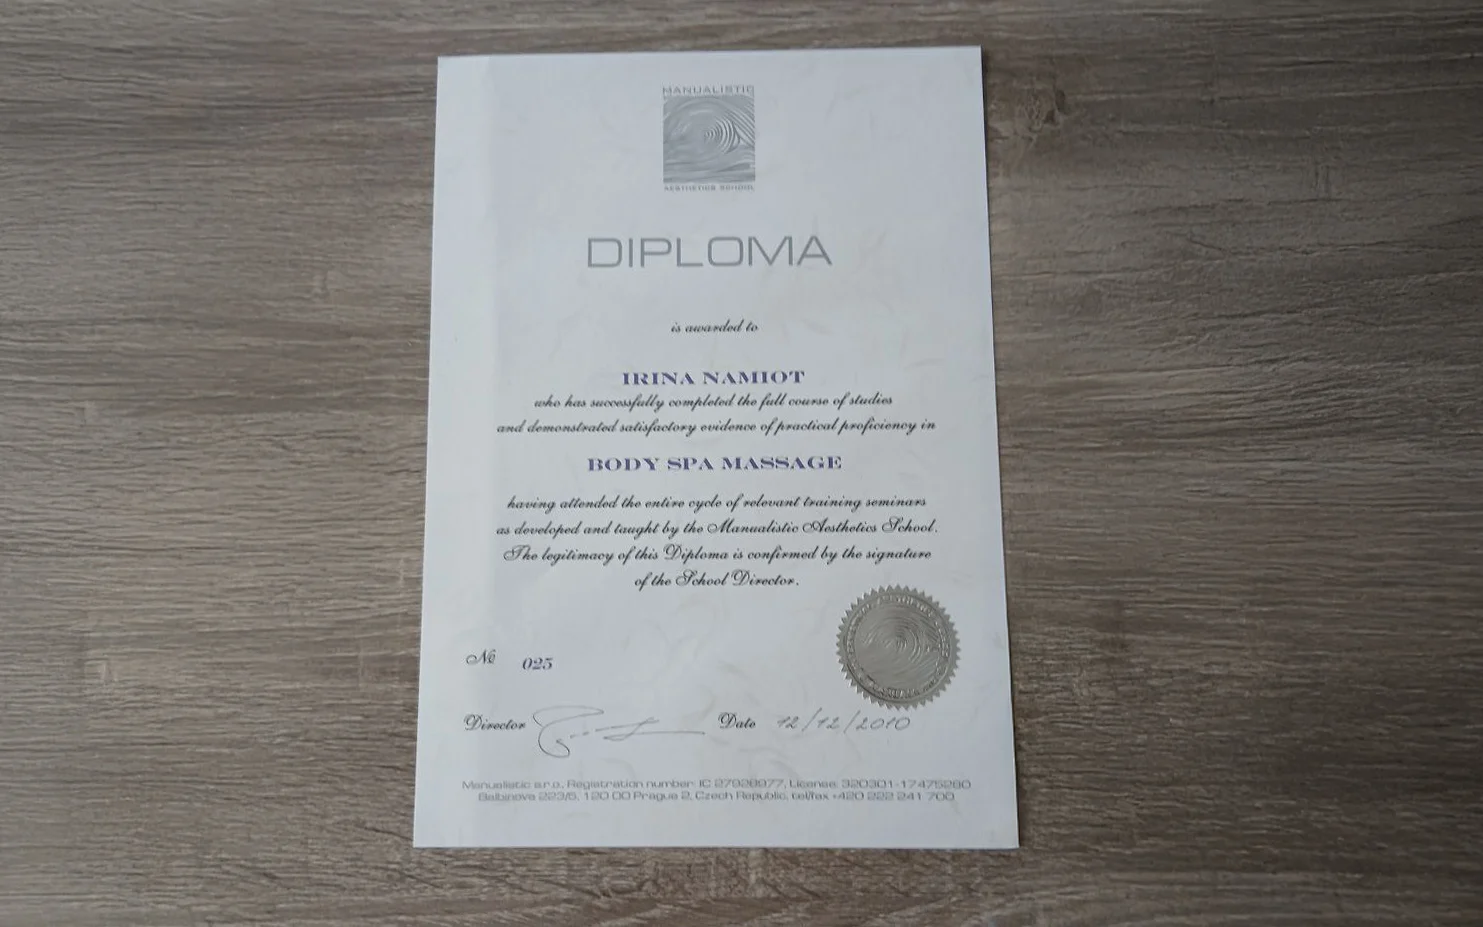 MANUALISTIC
AESTHETICS SCHOOL
DIPLOMA
is awarded to
IRINA NAMIOT
who has successfully completed the full course of studies
and demonstrated satisfactory evidence of practical proficiency in
BODY SPA MASSAGE
having attended the entire cycle of relevant training seminars
as developed and taught by the Manualistic Aesthetics School.
The legitimacy of this Diploma is confirmed by the signature
of the School Director.
№ 025
Director Date 12/12/2010
Manualistic s.r.o., Registration number: IC 27928977, License: 320301-17475280
Balbinova 223/5, 120 00 Prague 2, Czech Republic, tel/fax +420 222 241 700